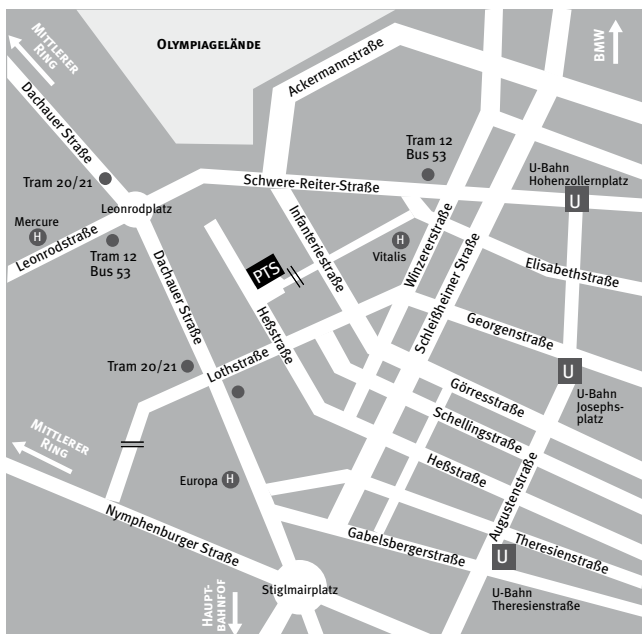 MITTLERER
RING
OLYMPIAGELÄNDE
BMW
Ackermannstraße
Dachauer Straße
Tram 12
Bus 53
U-Bahn
Hohenzollernplatz
U
Tram 20/21
Schwere-Reiter-Straße
Leonrodplatz
Mercure
H
Leonrodstraße
Tram 12
Bus 53
Infanteriestraße
H
Vitalis
Winzererstraße
Elisabethstraße
PTS
Dachauer Straße
Heßstraße
Schleißheimer Straße
Georgenstraße
Tram 20/21
Lothstraße
U
U-Bahn
Josephs-
platz
Görresstraße
Schellingstraße
MITTLERER
RING
Heßstraße
Europa
H
Augustenstraße
Nymphenburger Straße
Gabelsbergerstraße
Theresienstraße
U
Stiglmairplatz
U-Bahn
Theresienstraße
HAUPT-
BAHNFOF